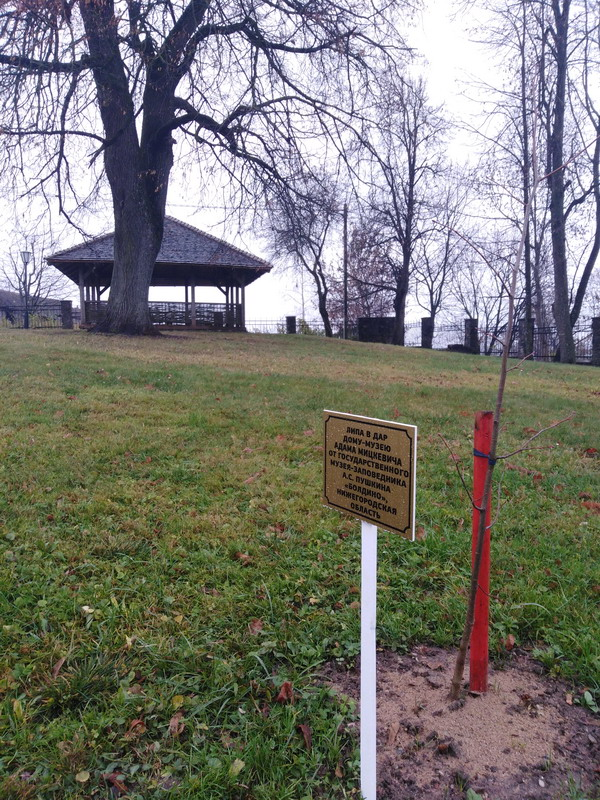 ЛИПА В ДАР
ДОМУ-МУЗЕЮ
АДАМА МИЦКЕВИЧА
ОТ ГОСУДАРСТВЕННОГО
МУЗЕЯ-ЗАПОВЕДНИКА
А.С. ПУШКИНА
«БОЛДИНО»,
НИЖЕГОРОДСКАЯ
ОБЛАСТЬ